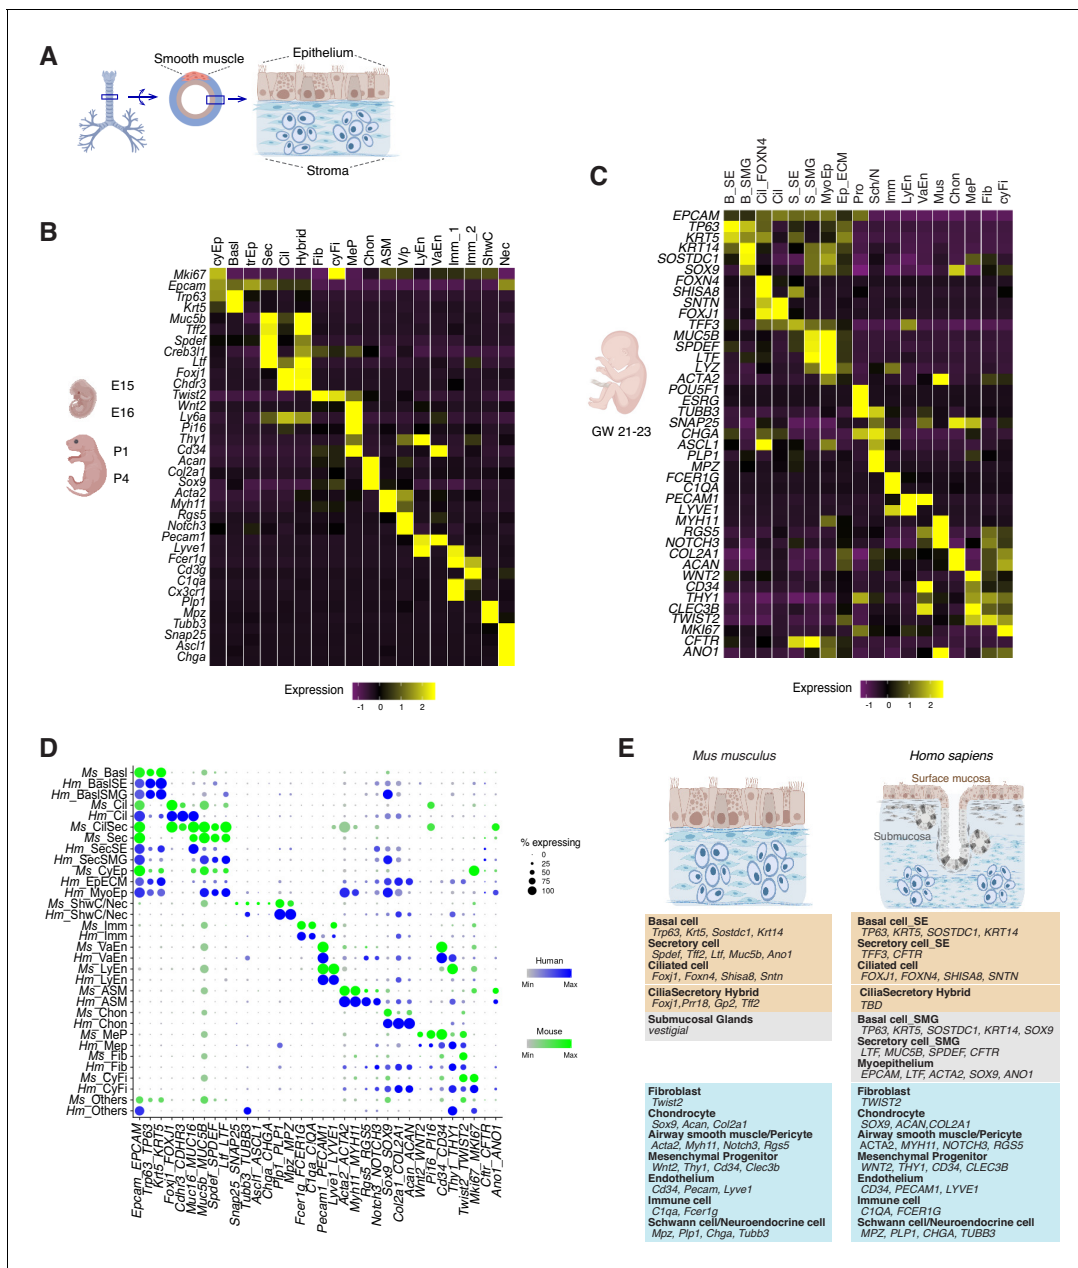 A
Smooth muscle
Epithelium
Stroma
B
cyEp
Basl
trEp
Sec
Cil
Hybrid
Fib
cyFi
MeP
Chon
ASM
V/p
LyEn
VaEn
Imm_1
Imm_2
ShwC
Nec
Mki67
Epcam
Trp63
Krt5
Muc5b
Tff2
Spdef
Creb3l1
Ltf
Foxj1
Chdr3
Twist2
Wnt2
Ly6a
Pi16
Thy1
Cd34
Acan
Col2a1
Sox9
Acta2
Myh11
Rgs5
Notch3
Pecam1
Lyve1
Fcer1g
Cd3g
C1qa
Cx3cr1
Plp1
Mpz
Tubb3
Snap25
Ascl1
Chga
E15
E16
P1
P4
Expression
-1 0 1 2
C
B_SE
B_SMG
Cil_FOXN4
Cil
S_SE
S_SMG
MyoEp
Ep_ECM
Pro
Sch/N
Imm
LyEn
VaEn
Mus
Chon
MeP
Fib
cyFi
EPCAM
TP63
KRT5
KRT14
SOSTDC1
SOX9
FOXN4
SHISA8
SNTN
FOXJ1
TFF3
MUC5B
SPDEF
LTF
LYZ
ACTA2
POU5F1
ESRG
TUBB3
SNAP25
CHGA
ASCL1
PLP1
MPZ
FCER1G
C1QA
PECAM1
LYVE1
MYH11
RGS5
NOTCH3
COL2A1
ACAN
WNT2
CD34
THY1
CLEC3B
TWIST2
MKI67
CFTR
ANO1
GW 21-23
Expression
-1 0 1 2
D
Ms_Basl
Hm_BaslSE
Hm_BaslSMG
Ms_Cil
Hm_Cil
Ms_CilSec
Ms_Sec
Hm_SecSE
Hm_SecSMG
Ms_CyEp
Hm_EpECM
Hm_MyoEp
Ms_ShwC/Nec
Hm_ShwC/Nec
Ms_Imm
Hm_Imm
Ms_VaEn
Hm_VaEn
Ms_LyEn
Hm_LyEn
Ms_ASM
Hm_ASM
Ms_Chon
Hm_Chon
Ms_MeP
Hm_Mep
Ms_Fib
Hm_Fib
Ms_CyFi
Hm_CyFi
Ms_Others
Hm_Others
Epcam_EPCAM
Trp63_TP63
Krt5_KRT5
Foxj1_FOXJ1
Cdhr3_CDHR3
Muc16_MUC16
Muc5b_MUC5B
Spdef_SPDEF
Ltf_LTF
Snap25_SNAP25
Tubb3_TUBB3
Ascl1_ASCL1
Chga_CHGA
Plp1_PLP1
Mpz_MPZ
Fcer1g_FCER1G
C1qa_C1QA
Pecam1_PECAM1
Lyve1_LYVE1
Acta2_ACTA2
Myh11_MYH11
Rgs5_RGS5
Notch3_NOTCH3
Sox9_SOX9
Col2a1_COL2A1
Acan_ACAN
Wnt2_WNT2
Pi16_PI16
Cd34_CD34
Thy1_THY1
Twist2_TWIST2
Mki67_MKI67
Cftr_CFTR
Ano1_ANO1
% expressing
0
25
50
75
100
Human
Min Max
Mouse
Min Max
E
Mus musculus
Homo sapiens
Surface mucosa
Submucosa
Basal cell
Trp63, Krt5, Sostdc1, Krt14
Secretory cell
Spdef, Tff2, Ltf, Muc5b, Ano1
Ciliated cell
Foxj1, Foxn4, Shisa8, Sntn
CiliaSecretory Hybrid
Foxj1,Prr18, Gp2, Tff2
Submucosal Glands
vestigial
Fibroblast
Twist2
Chondrocyte
Sox9, Acan, Col2a1
Airway smooth muscle/Pericyte
Acta2, Myh11, Notch3, Rgs5
Mesenchymal Progenitor
Wnt2, Thy1, Cd34, Clec3b
Endothelium
Cd34, Pecam, Lyve1
Immune cell
C1qa, Fcer1g
Schwann cell/Neuroendocrine cell
Mpz, Plp1, Chga, Tubb3
Basal cell_SE
TP63, KRT5, SOSTDC1, KRT14
Secretory cell_SE
TFF3, CFTR
Ciliated cell
FOXJ1, FOXN4, SHISA8, SNTN
CiliaSecretory Hybrid
TBD
Basal cell_SMG
TP63, KRT5, SOSTDC1, KRT14, SOX9
Secretory cell_SMG
LTF, MUC5B, SPDEF, CFTR
Myoepithelium
EPCAM, LTF, ACTA2, SOX9, ANO1
Fibroblast
TWIST2
Chondrocyte
SOX9, ACAN,COL2A1
Airway smooth muscle/Pericyte
ACTA2, MYH11, NOTCH3, RGS5
Mesenchymal Progenitor
WNT2, THY1, CD34, CLEC3B
Endothelium
CD34, PECAM1, LYVE1
Immune cell
C1QA, FCER1G
Schwann cell/Neuroendocrine cell
MPZ, PLP1, CHGA, TUBB3